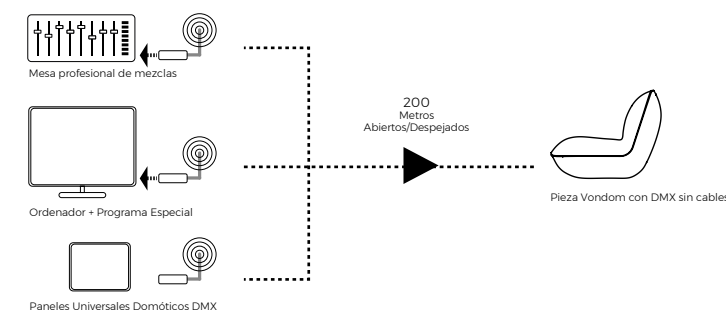 Mesa profesional de mezclas
200
Metros
Abiertos/Despejados
Ordenador + Programa Especial
Pieza Vondom con DMX sin cables
Paneles Universales Domóticos DMX